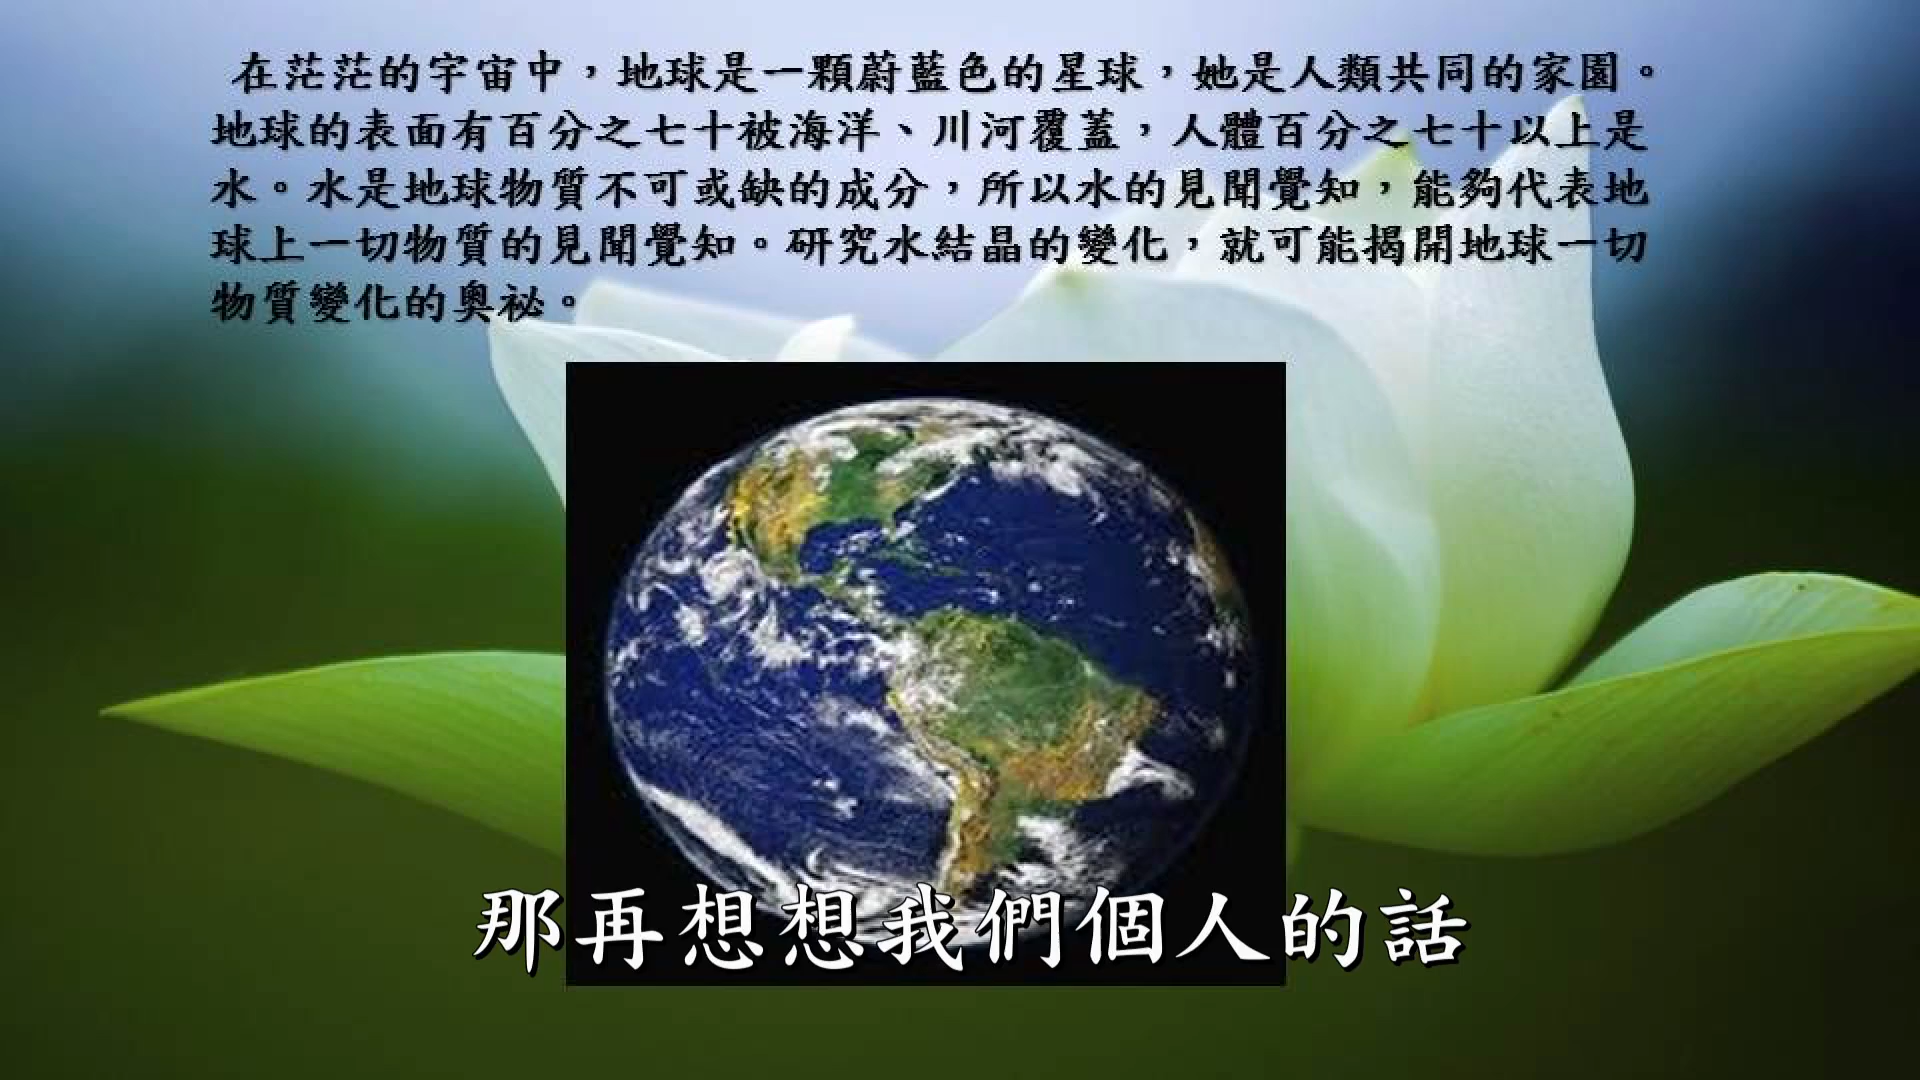 在茫茫的宇宙中，地球是一顆蔚藍色的星球，她是人類共同的家園。
地球的表面有百分之七十被海洋、川河覆蓋，人體百分之七十以上是
水。水是地球物質不可或缺的成分，所以水的見聞覺知，能夠代表地
球上一切物質的見聞覺知。研究水結晶的變化，就可能揭開地球一切
物質變化的奧祕。
那再想想我們個人的話